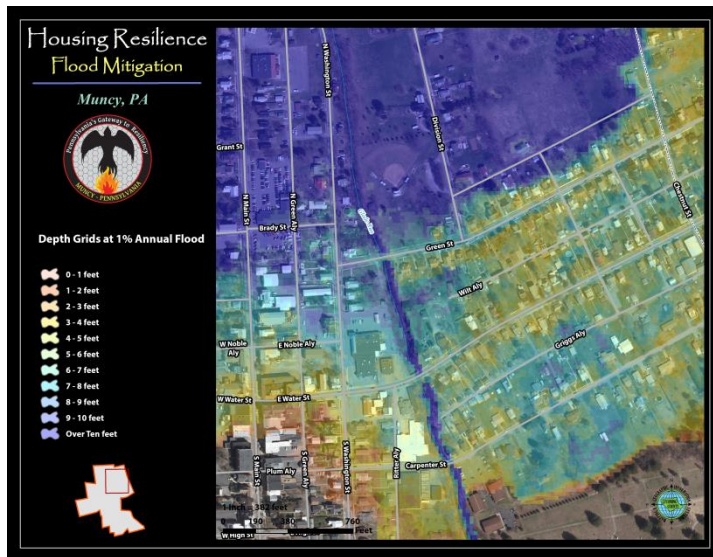 Housing Resilience
Flood Mitigation
Muncy, PA
Pennsylvania's Gateway to Resiliency
MUNCY - PENNSYLVANIA
Depth Grids at 1% Annual Flood
0 - 1 feet
1 - 2 feet
2 - 3 feet
3 - 4 feet
4 - 5 feet
5 - 6 feet
6 - 7 feet
7 - 8 feet
8 - 9 feet
9 - 10 feet
Over Ten feet
N Washington St
Division St
Chestnut St
Grant St
N Main St
N Green Aly
Brady St
Green St
Wilt Aly
Griggs Aly
W Noble
Aly
E Noble Aly
W Water St
E Water St
S Main St
S Green Aly
S Washington St
Ritter Aly
Plum Aly
Carpenter St
W High St
1 inch = 382 feet
0 190 380 760
Feet